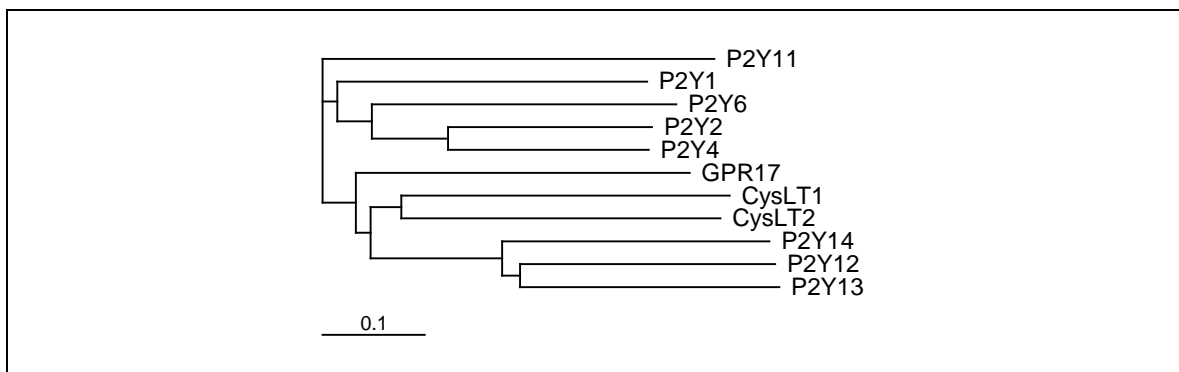 P2Y11
P2Y1
P2Y6
P2Y2
P2Y4
GPR17
CysLT1
CysLT2
P2Y14
P2Y12
P2Y13
0.1